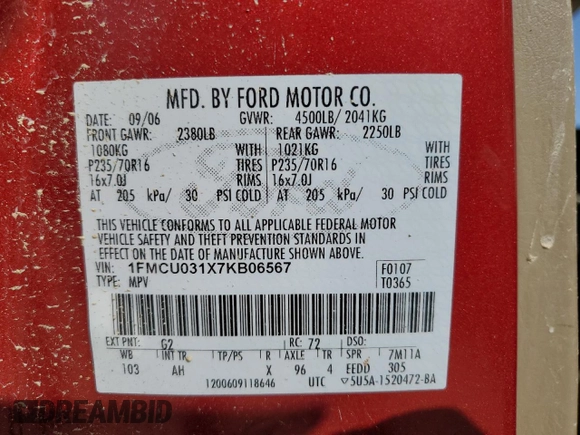 MFD. BY FORD MOTOR CO.
DATE: 09/06 GVWR: 4500LB/ 2041KG
FRONT GAWR: 2380LB REAR GAWR: 2250LB
1080KG WITH 1021KG WITH
P235/70R16 TIRES P235/70R16 TIRES
16x7.0J RIMS 16x7.0J RIMS
AT 205 kPa/ 30 PSI COLD AT 205 kPa/ 30 PSI COLD
THIS VEHICLE CONFORMS TO ALL APPLICABLE FEDERAL MOTOR
VEHICLE SAFETY AND THEFT PREVENTION STANDARDS IN
EFFECT ON THE DATE OF MANUFACTURE SHOWN ABOVE.
VIN: 1FMCU031X7KB06567 F0107
TYPE: MPV T0365
EXT PNT: G2 RC: 72 DSO:
WB INT TR TP/PS R AXLE TR SPR 7M11A
103 AH X 96 4 EEDD 305
1200609118646 UTC ▽5U5A-1520472-BA
DREAMBID
DREAMBID.COM